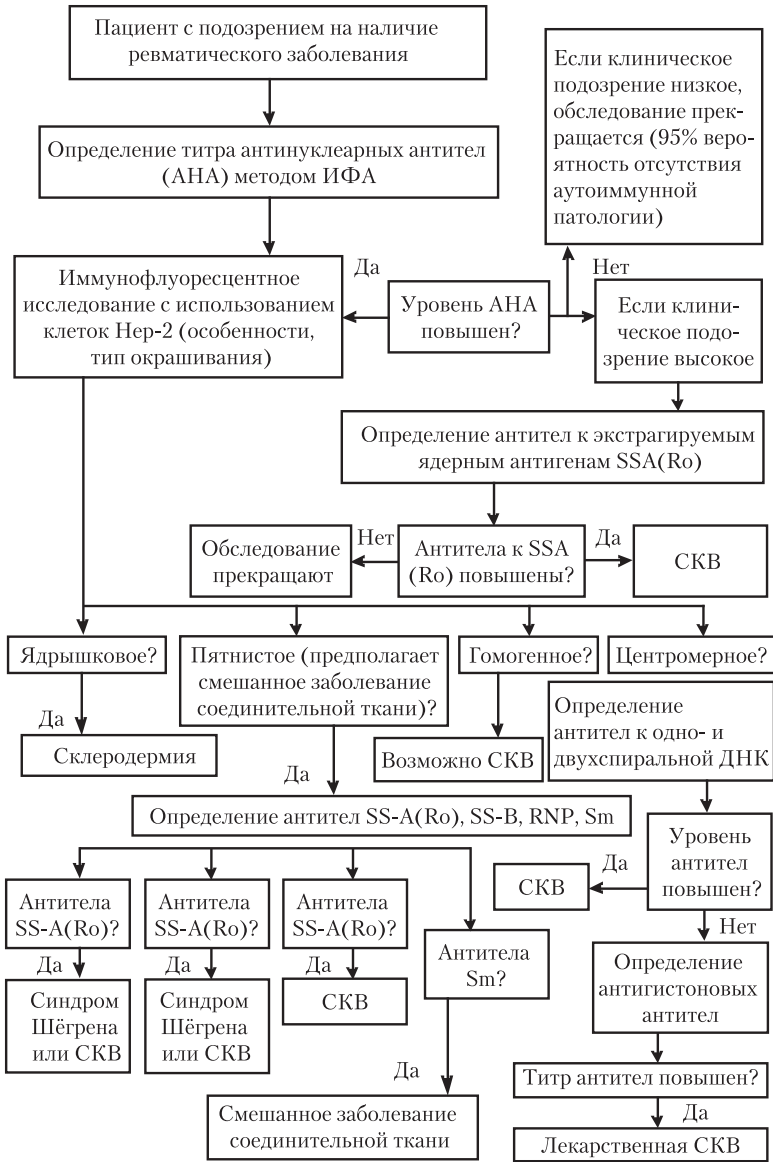 Пациент с подозрением на наличие
ревматического заболевания
Если клиническое
подозрение низкое,
обследование прек-
ращается (95% веро-
ятность отсутствия
аутоиммунной
патологии)
Определение титра антинуклеарных антител
(АНА) методом ИФА
Иммунофлуоресцентное
исследование с использованием
клеток Нер-2 (особенности,
тип окрашивания)
Да
Уровень АНА
повышен?
Нет
Если клини-
ческое подо-
зрение высокое
Определение антител к экстрагируемым
ядерным антигенам SSA(Ro)
Обследование
прекращают
Нет
Антитела к SSA
(Ro) повышены?
Да
СКВ
Ядрышковое?
Пятнистое (предполагает
смешанное заболевание
соединительной ткани)?
Гомогенное?
Центромерное?
Да
Склеродермия
Да
Возможно СКВ
Определение
антител к одно- и
двухспиральной ДНК
Да
Определение антител SS-A(Ro), SS-B, RNP, Sm
Уровень
антител
повышен?
Да
СКВ
Нет
Антитела
SS-A(Ro)?
Антитела
SS-A(Ro)?
Антитела
SS-A(Ro)?
Антитела
Sm?
Да
Да
Да
Синдром
Шёгрена
или СКВ
Синдром
Шёгрена
или СКВ
СКВ
Определение
антигистоновых
антител
Да
Смешанное заболевание
соединительной ткани
Титр антител повышен?
Да
Лекарственная СКВ